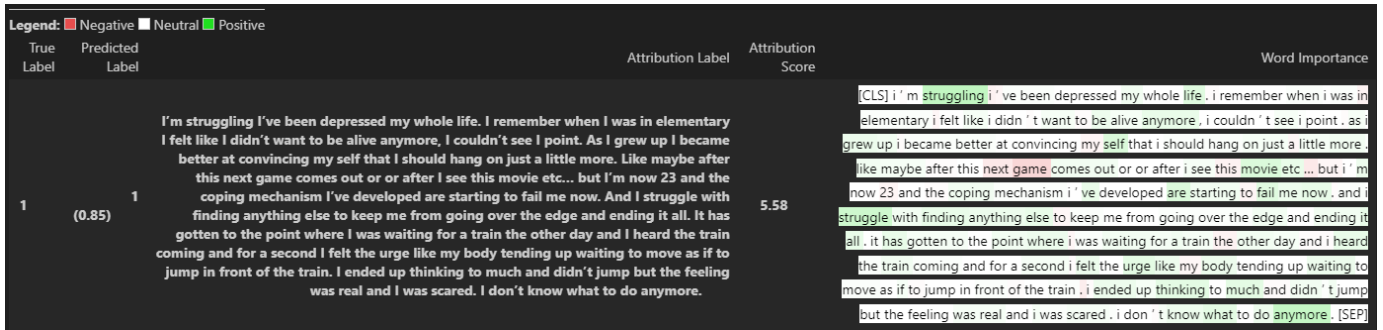 Legend: Negative Neutral Positive
True Label
Predicted Label
Attribution Label
Attribution Score
Word Importance
1
1 (0.85)
I'm struggling I've been depressed my whole life. I remember when I was in elementary
I felt like I didn't want to be alive anymore, I couldn't see I point. As I grew up I became
better at convincing my self that I should hang on just a little more. Like maybe after
this next game comes out or or after I see this movie etc... but I'm now 23 and the
coping mechanism I've developed are starting to fail me now. And I struggle with
finding anything else to keep me from going over the edge and ending it all. It has
gotten to the point where I was waiting for a train the other day and I heard the train
coming and for a second I felt the urge like my body tending up waiting to move as if to
jump in front of the train. I ended up thinking to much and didn't jump but the feeling
was real and I was scared. I don't know what to do anymore.
5.58
[CLS] i ' m struggling i ' ve been depressed my whole life . i remember when i was in
elementary i felt like i didn ' t want to be alive anymore , i couldn ' t see i point . as i
grew up i became better at convincing my self that i should hang on just a little more .
like maybe after this next game comes out or or after i see this movie etc ... but i ' m
now 23 and the coping mechanism i ' ve developed are starting to fail me now . and i
struggle with finding anything else to keep me from going over the edge and ending it
all . it has gotten to the point where i was waiting for a train the other day and i heard
the train coming and for a second i felt the urge like my body tending up waiting to
move as if to jump in front of the train . i ended up thinking to much and didn ' t jump
but the feeling was real and i was scared . i don ' t know what to do anymore . [SEP]